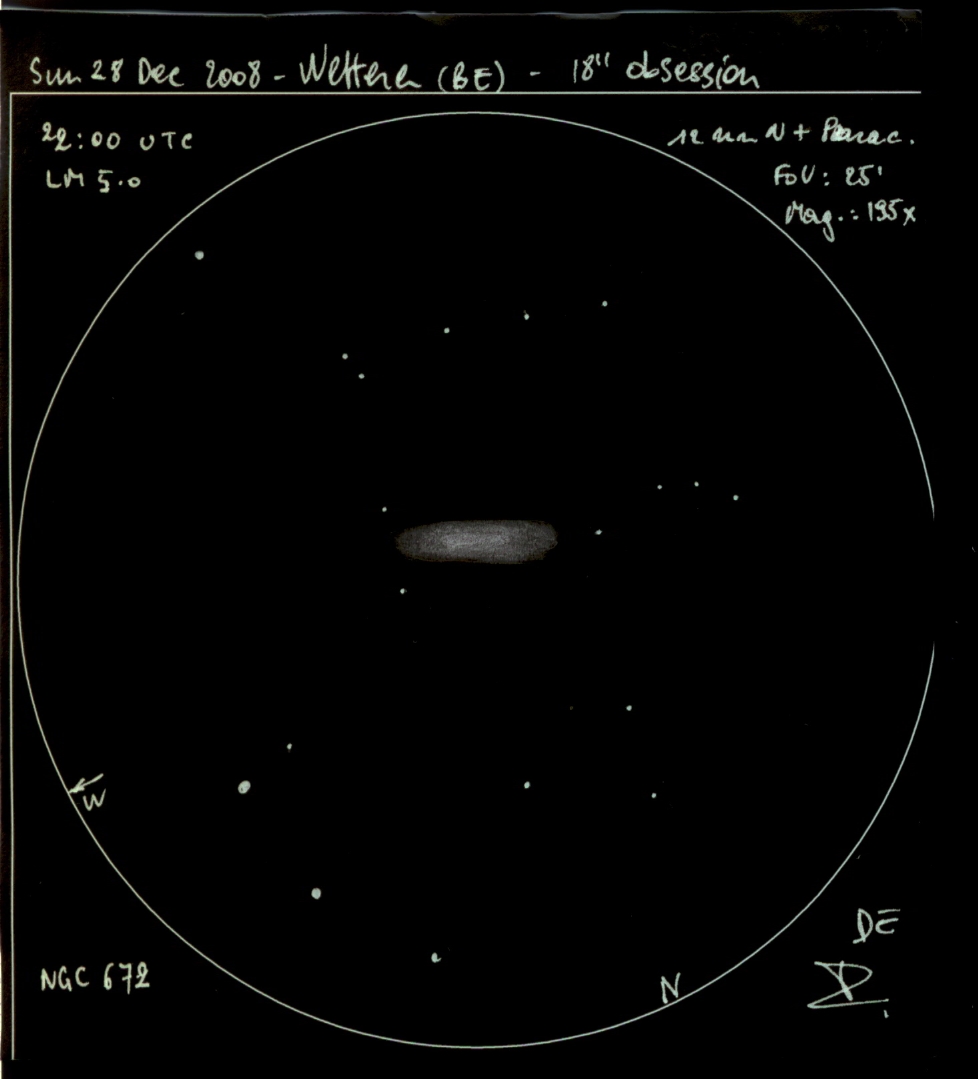 Sun 28 Dec 2008 - Wetteren (BE) - 18" obsession
22:00 UTC
LM 5.0
12 mm N + Parac.
FoV: 25'
Mag.: 195x
W
N
NGC 672
DE